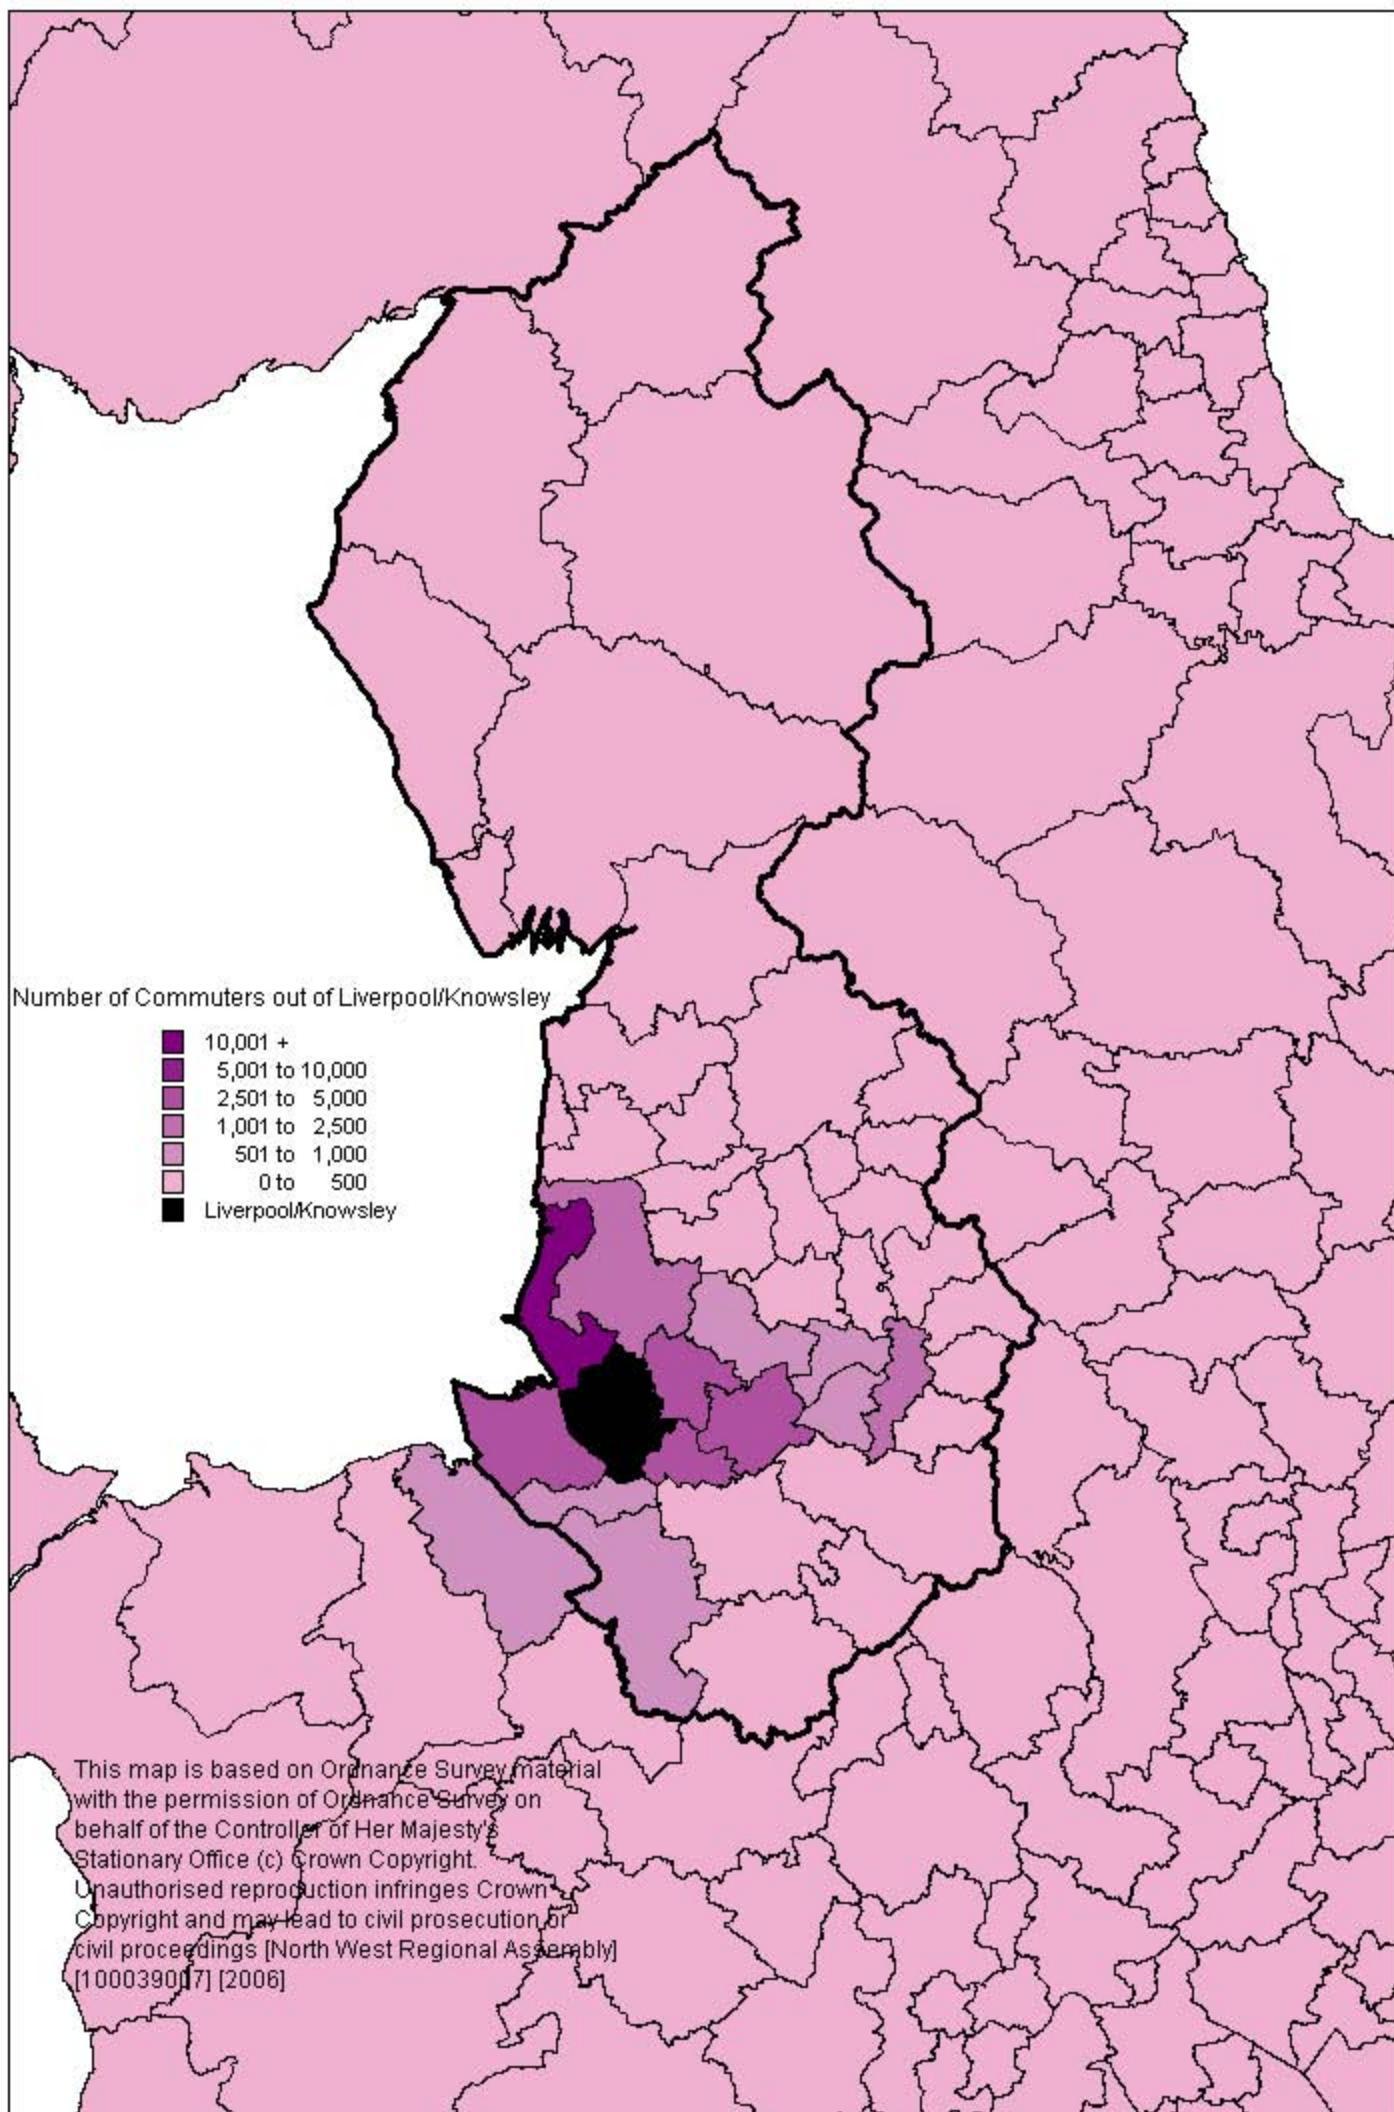 Number of Commuters out of Liverpool/Knowsley
10,001 +
5,001 to 10,000
2,501 to 5,000
1,001 to 2,500
501 to 1,000
0 to 500
Liverpool/Knowsley
This map is based on Ordnance Survey material
with the permission of Ordnance Survey on
behalf of the Controller of Her Majesty's
Stationary Office (c) Crown Copyright.
Unauthorised reproduction infringes Crown
Copyright and may lead to civil prosecution or
civil proceedings [North West Regional Assembly]
[100039007] [2006]